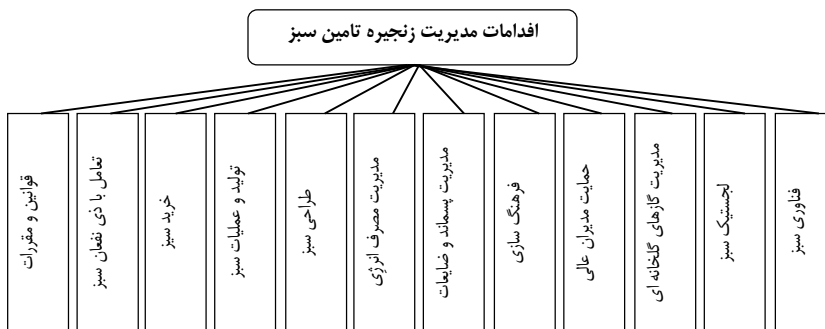 اقدامات مدیریت زنجیره تامین سبز
فناوری سبز
لجستیک سبز
مدیریت گازهای گلخانه ای
حمایت مدیران عالی
فرهنگ سازی
مدیریت پسماند و ضایعات
مدیریت مصرف انرژی
طراحی سبز
تولید و عملیات سبز
خرید سبز
تعامل با ذی نفعان سبز
قوانین و مقررات